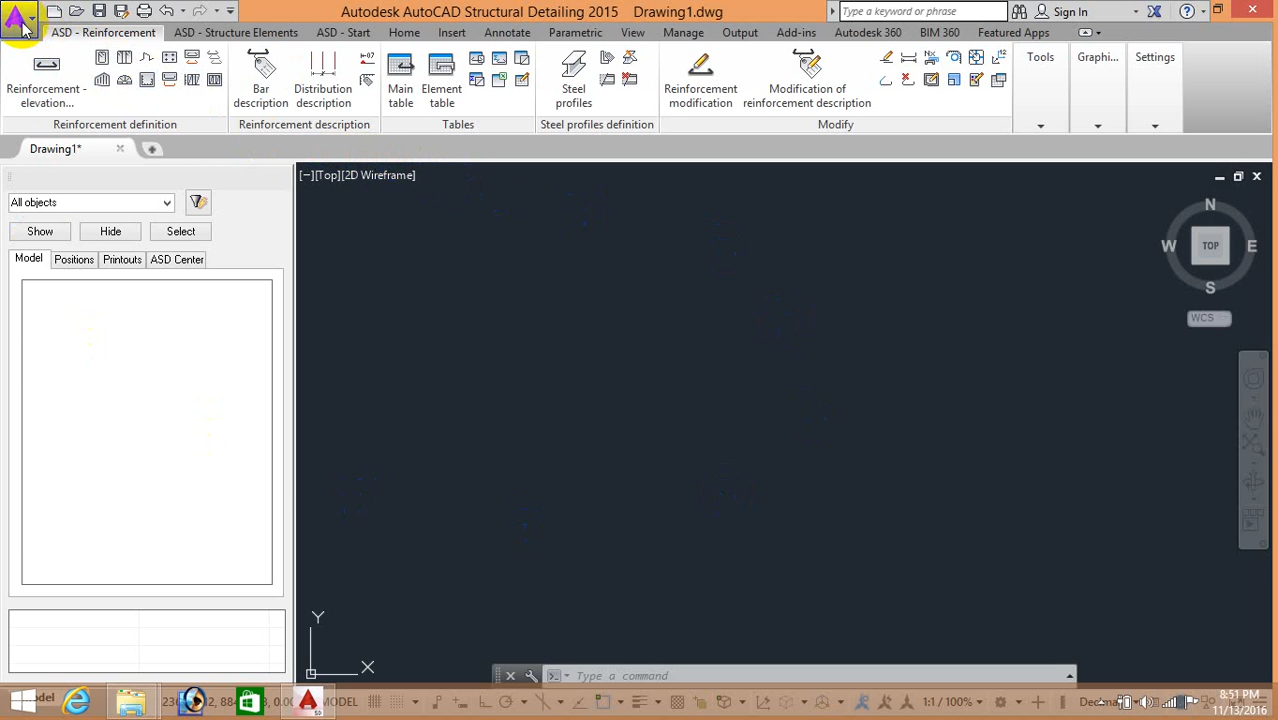 Autodesk AutoCAD Structural Detailing 2015 Drawing1.dwg
Type a keyword or phrase
Sign In
ASD - Reinforcement ASD - Structure Elements ASD - Start Home Insert Annotate Parametric View Manage Output Add-ins Autodesk 360 BIM 360 Featured Apps
Reinforcement - elevation...
Bar description
Distribution description
Main table
Element table
Steel profiles
Reinforcement modification
Modification of reinforcement description
Tools
Graphi...
Settings
Reinforcement definition Reinforcement description Tables Steel profiles definition Modify
Drawing1*
[−][Top][2D Wireframe]
All objects
Show Hide Select
Model Positions Printouts ASD Center
N
W TOP E
S
WCS
Y
X
Type a command
MODEL
1:1 / 100%
8:51 PM
11/13/2016